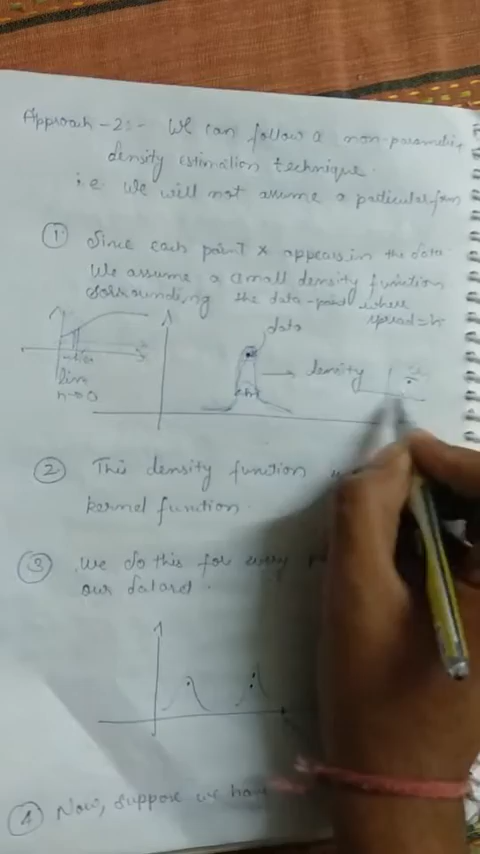 Approach-2:- We can follow a non-parametric
density estimation technique.
i.e. we will not assume a particular form
① Since each point x appears in the data
We assume a small density function
sorrounding the data-point where
spread=h
data
density
h
lim
h→0
② This density function
kernel function.
③ We do this for every
our dataset.
④ Now, suppose we have